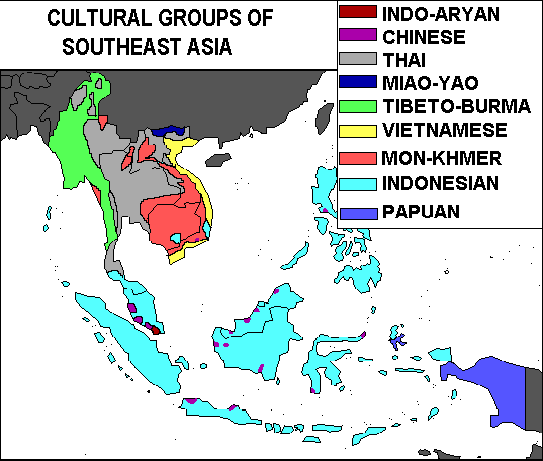 CULTURAL GROUPS OF
SOUTHEAST ASIA
INDO-ARYAN
CHINESE
THAI
MIAO-YAO
TIBETO-BURMA
VIETNAMESE
MON-KHMER
INDONESIAN
PAPUAN